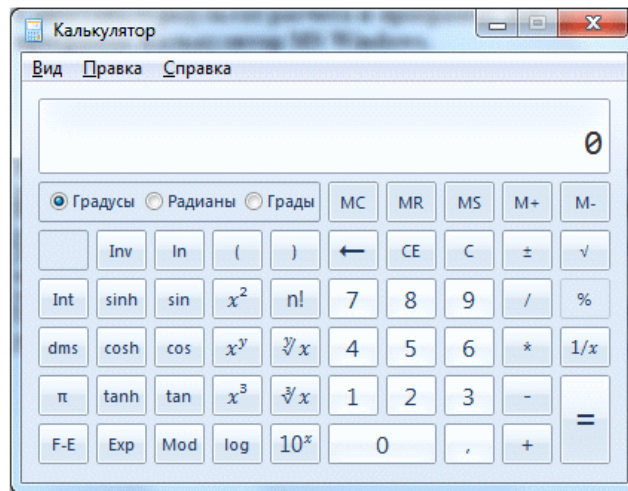 Калькулятор
Вид Правка Справка
0
Градусы Радианы Грады MC MR MS M+ M-
Inv ln ( ) ← CE C ± √
Int sinh sin x² n! 7 8 9 / %
dms cosh cos xʸ ʸ√x 4 5 6 * 1/x
π tanh tan x³ ³√x 1 2 3 - =
F-E Exp Mod log 10ˣ 0 , +